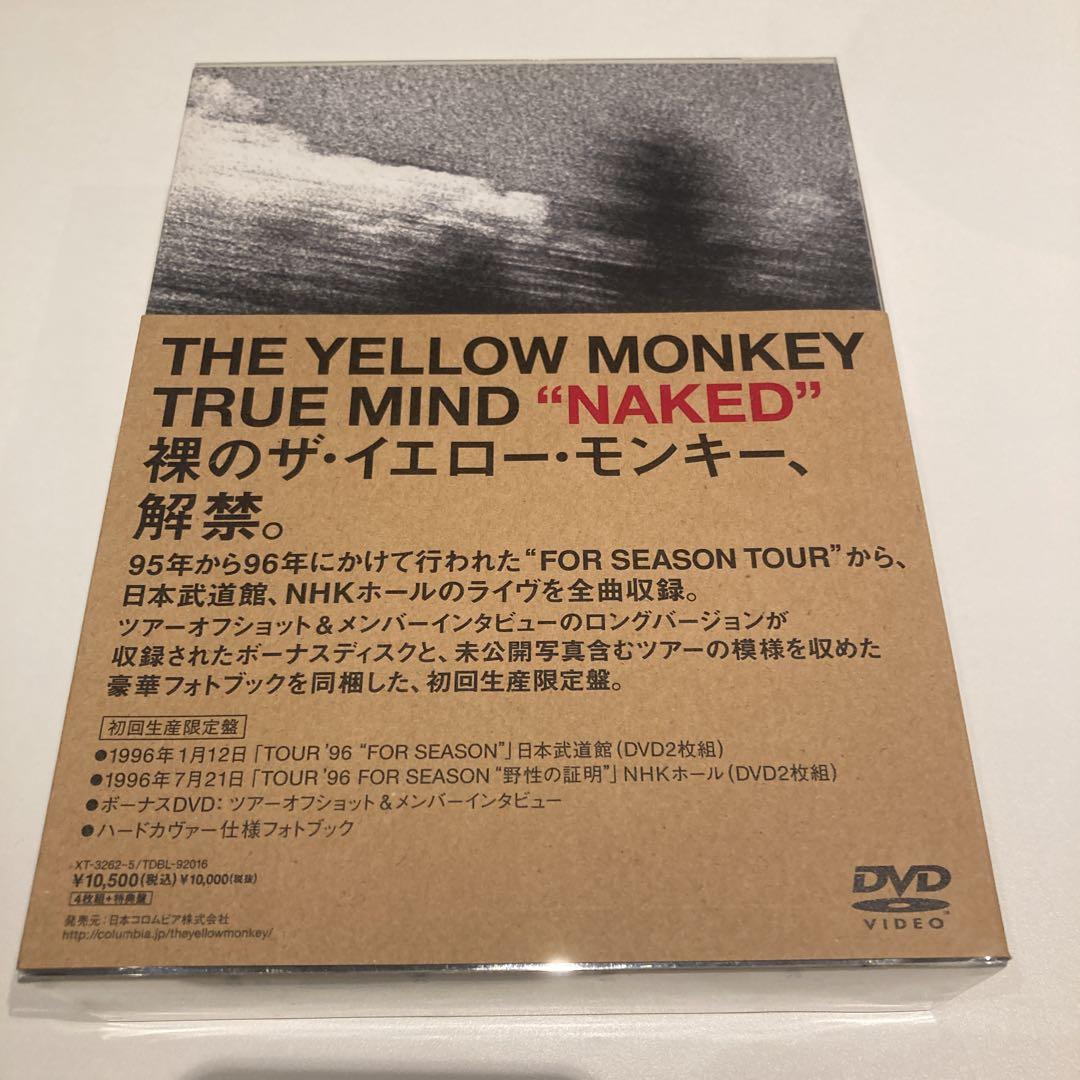 THE YELLOW MONKEY
TRUE MIND “NAKED”
裸のザ・イエロー・モンキー、
解禁。
95年から96年にかけて行われた“FOR SEASON TOUR”から、
日本武道館、NHKホールのライヴを全曲収録。
ツアーオフショット&メンバーインタビューのロングバージョンが
収録されたボーナスディスクと、未公開写真含むツアーの模様を収めた
豪華フォトブックを同梱した、初回生産限定盤。
初回生産限定盤
●1996年1月12日「TOUR '96 “FOR SEASON”」日本武道館(DVD2枚組)
●1996年7月21日「TOUR '96 FOR SEASON “野性の証明”」NHKホール(DVD2枚組)
●ボーナスDVD:ツアーオフショット&メンバーインタビュー
●ハードカヴァー仕様フォトブック
XT-3262-5/TDBL-92016
¥10,500(税込)¥10,000(税抜)
4枚組+特典盤
発売元:日本コロムビア株式会社
http://columbia.jp/theyellowmonkey/
DVD
VIDEO